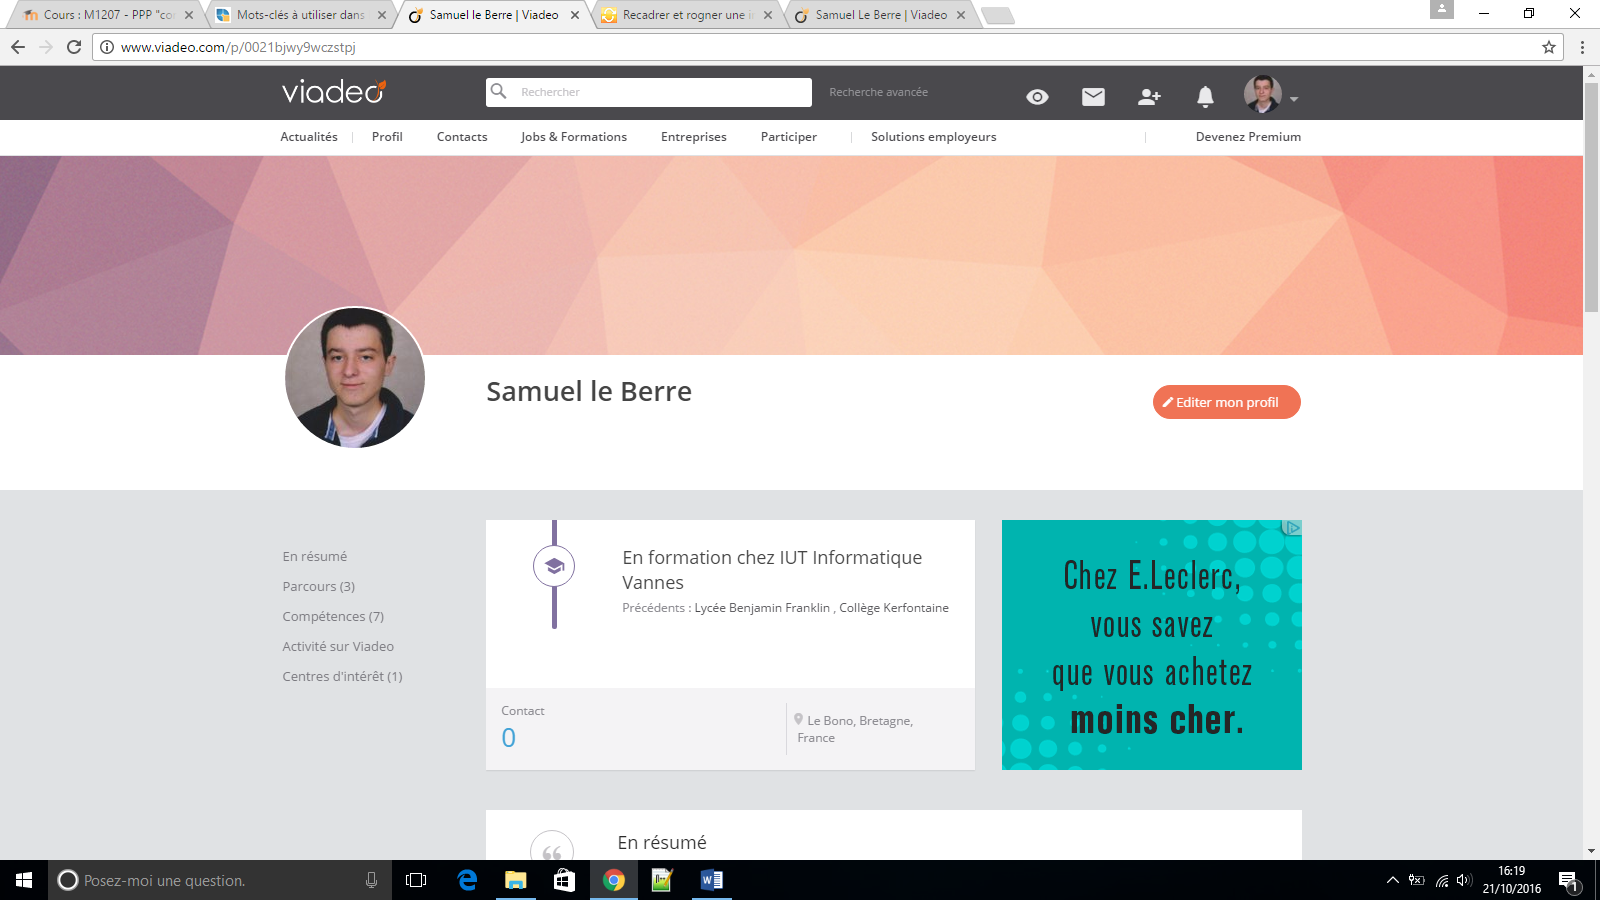 Cours : M1207 - PPP "co
Mots-clés à utiliser dans
Samuel le Berre | Viadeo
Recadrer et rogner une i
Samuel Le Berre | Viadeo
www.viadeo.com/p/0021bjwy9wczstpj
viadeo
Rechercher
Recherche avancée
Actualités
Profil
Contacts
Jobs & Formations
Entreprises
Participer
Solutions employeurs
Devenez Premium
Samuel le Berre
Editer mon profil
En résumé
Parcours (3)
Compétences (7)
Activité sur Viadeo
Centres d'intérêt (1)
En formation chez IUT Informatique
Vannes
Précédents : Lycée Benjamin Franklin , Collège Kerfontaine
Contact
0
Le Bono, Bretagne,
France
Chez E.Leclerc,
vous savez
que vous achetez
moins cher.
En résumé
Posez-moi une question.
16:19
21/10/2016
1